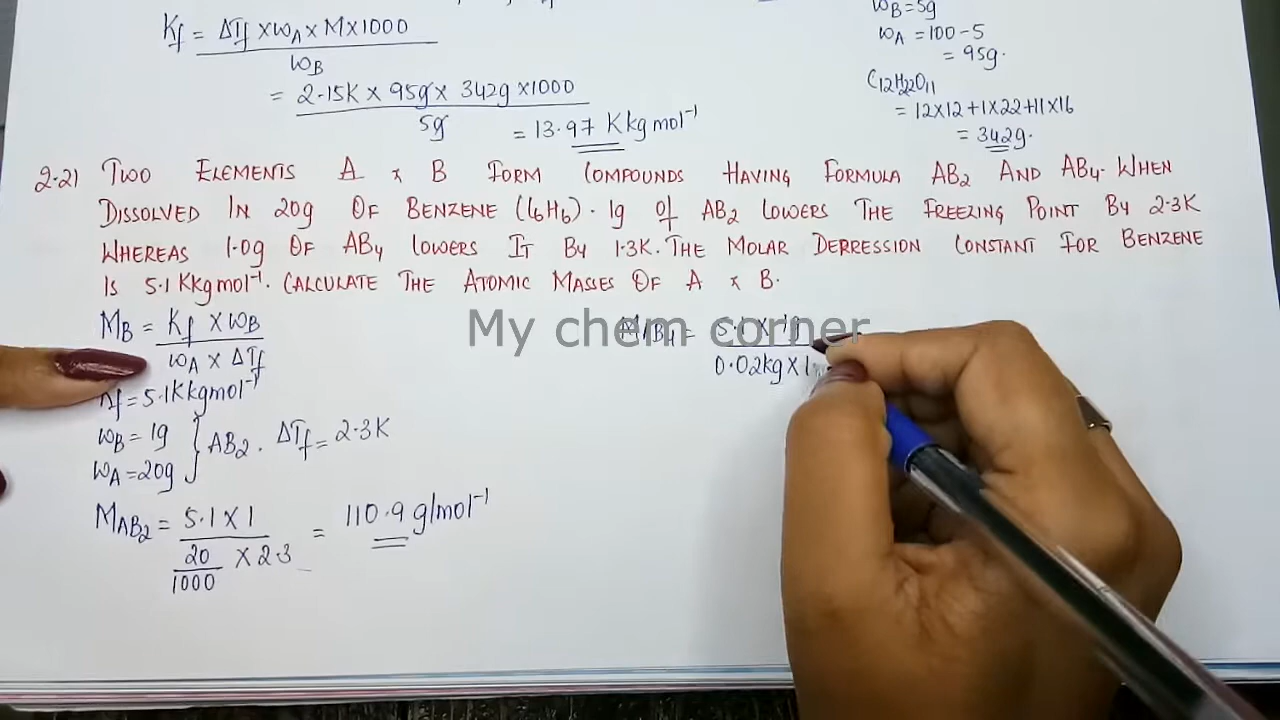 Kf = ΔTf × WA × M × 1000
WB
= 2.15K × 95g × 342g × 1000
5g
= 13.97 K kg mol⁻¹
WB = 5g
WA = 100 - 5
= 95g.
C12H22O11
= 12×12 + 1×22 + 11×16
= 342g.
2.21 TWO ELEMENTS A & B FORM COMPOUNDS HAVING FORMULA AB2 AND AB4. WHEN
DISSOLVED IN 20g OF BENZENE (C6H6). 1g Of AB2 LOWERS THE FREEZING POINT BY 2.3K
WHEREAS 1.0g OF AB4 LOWERS IT BY 1.3K. THE MOLAR DERRESSION CONSTANT FOR BENZENE
IS 5.1 Kkgmol⁻¹. CALCULATE THE ATOMIC MASSES OF A & B.
MB = Kf × WB
WA × ΔTf
Kf = 5.1Kkgmol⁻¹
WB = 1g
WA = 20g } AB2. ΔTf = 2.3K
MAB2 = 5.1 × 1
20/1000 × 2.3
= 110.9 g/mol⁻¹
MAB4 = 5.1 × 1g
0.02kg × 1.
My chem corner